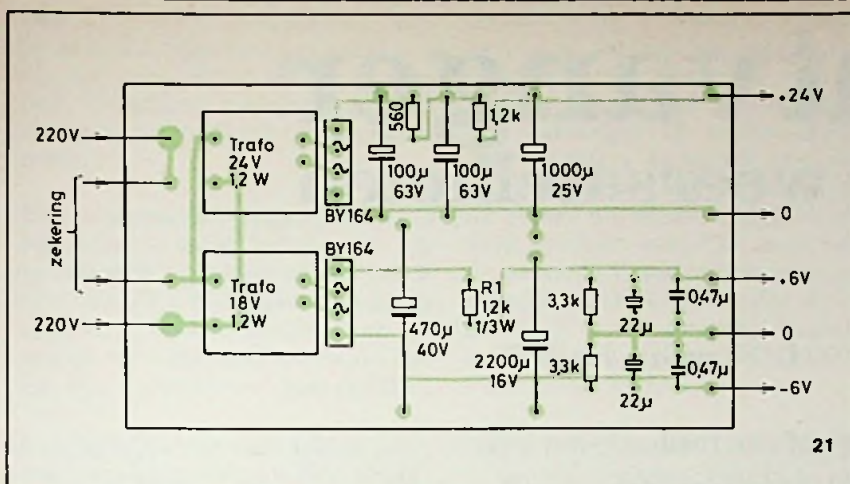 220V
zekering
220V
Trafo
24V
1,2 W
BY164
Trafo
18V
1,2W
BY164
560
100µ
63V
100µ
63V
1,2k
1000µ
25V
470µ
40V
R1
1,2k
1/3W
2200µ
16V
3,3k
3,3k
22µ
22µ
0,47µ
0,47µ
+24V
0
+6V
0
-6V
21